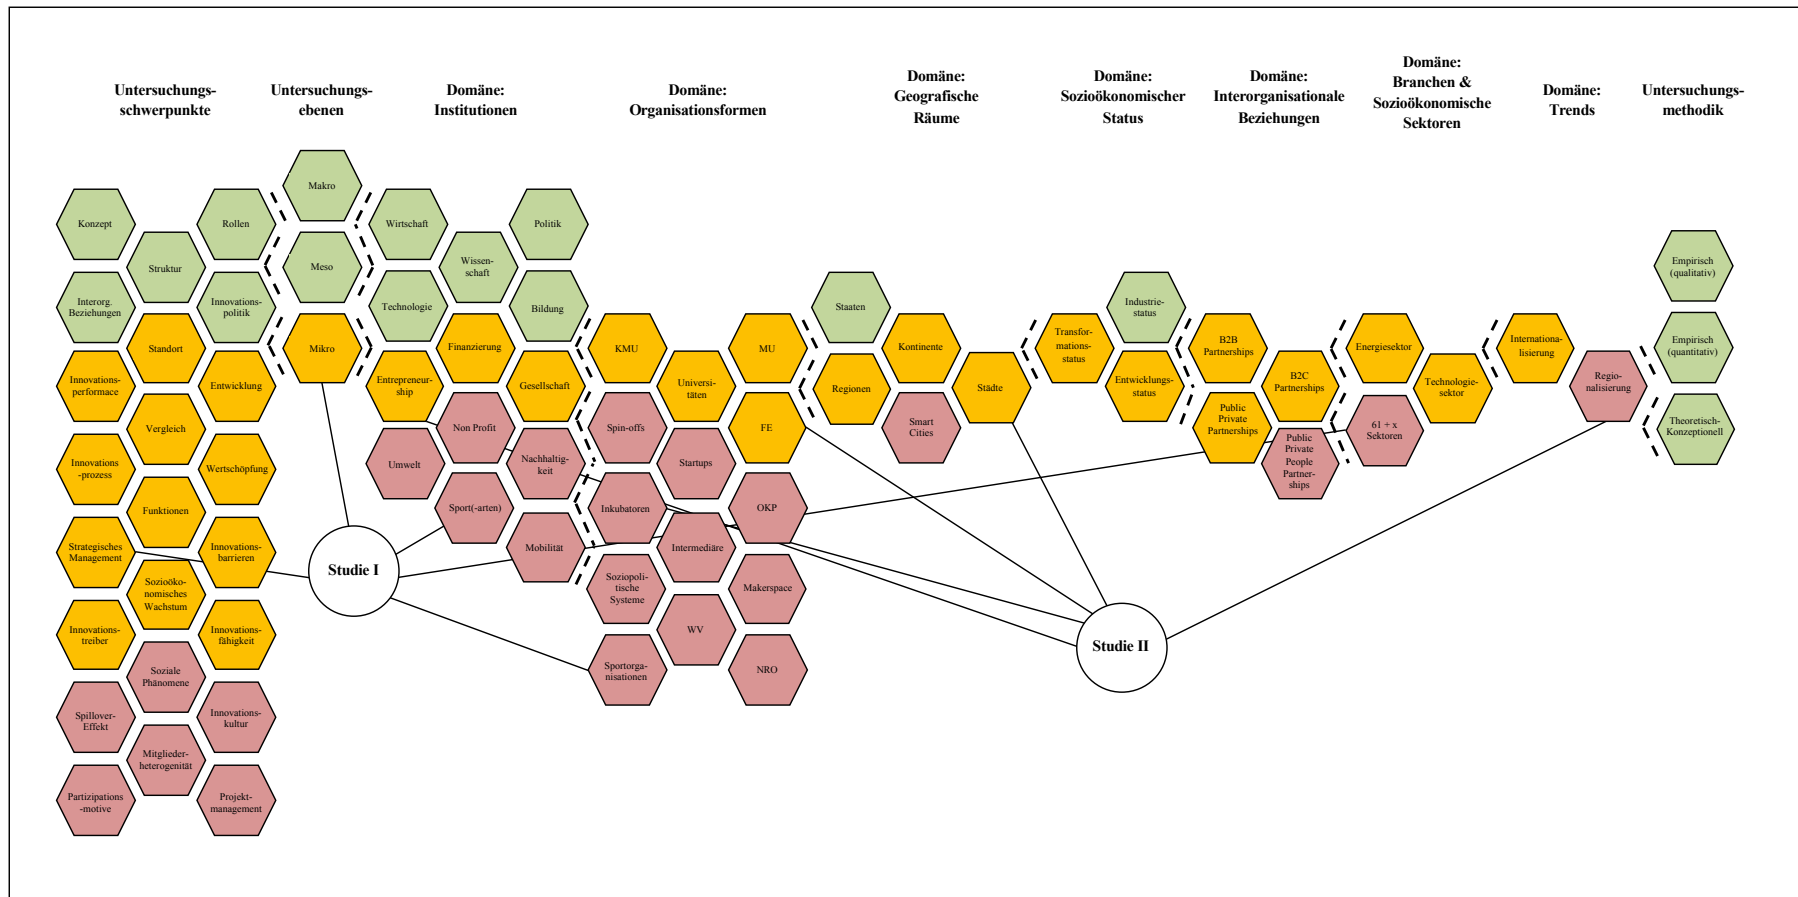 Untersuchungs-
schwerpunkte
Untersuchungs-
ebenen
Domäne:
Institutionen
Domäne:
Organisationsformen
Domäne:
Geografische
Räume
Domäne:
Sozioökonomischer
Status
Domäne:
Interorganisationale
Beziehungen
Domäne:
Branchen &
Sozioökonomische
Sektoren
Domäne:
Trends
Untersuchungs-
methodik
Konzept
Rollen
Struktur
Interorg.
Beziehungen
Innovations-
politik
Standort
Innovations-
performace
Entwicklung
Vergleich
Innovations
-prozess
Wertschöpfung
Funktionen
Strategisches
Management
Innovations-
barrieren
Sozioöko-
nomisches
Wachstum
Innovations-
treiber
Innovations-
fähigkeit
Soziale
Phänomene
Spillover-
Effekt
Innovations-
kultur
Mitglieder-
heterogenität
Partizipations
-motive
Projekt-
management
Makro
Meso
Mikro
Studie I
Wirtschaft
Politik
Wissen-
schaft
Technologie
Bildung
Finanzierung
Entrepreneur-
ship
Gesellschaft
Non Profit
Umwelt
Nachhaltig-
keit
Sport(-arten)
Mobilität
KMU
MU
Universi-
täten
Spin-offs
FE
Startups
Inkubatoren
OKP
Intermediäre
Soziopoli-
tische
Systeme
Makerspace
WV
Sportorga-
nisationen
NRO
Staaten
Kontinente
Regionen
Städte
Smart
Cities
Industrie-
status
Transfor-
mations-
status
Entwicklungs-
status
Studie II
B2B
Partnerships
B2C
Partnerships
Public
Private
Partnerships
Public
Private
People
Partner-
ships
Energiesektor
Technologie-
sektor
61 + x
Sektoren
Internationa-
lisierung
Regio-
nalisierung
Empirisch
(qualitativ)
Empirisch
(quantitativ)
Theoretisch-
Konzeptionell